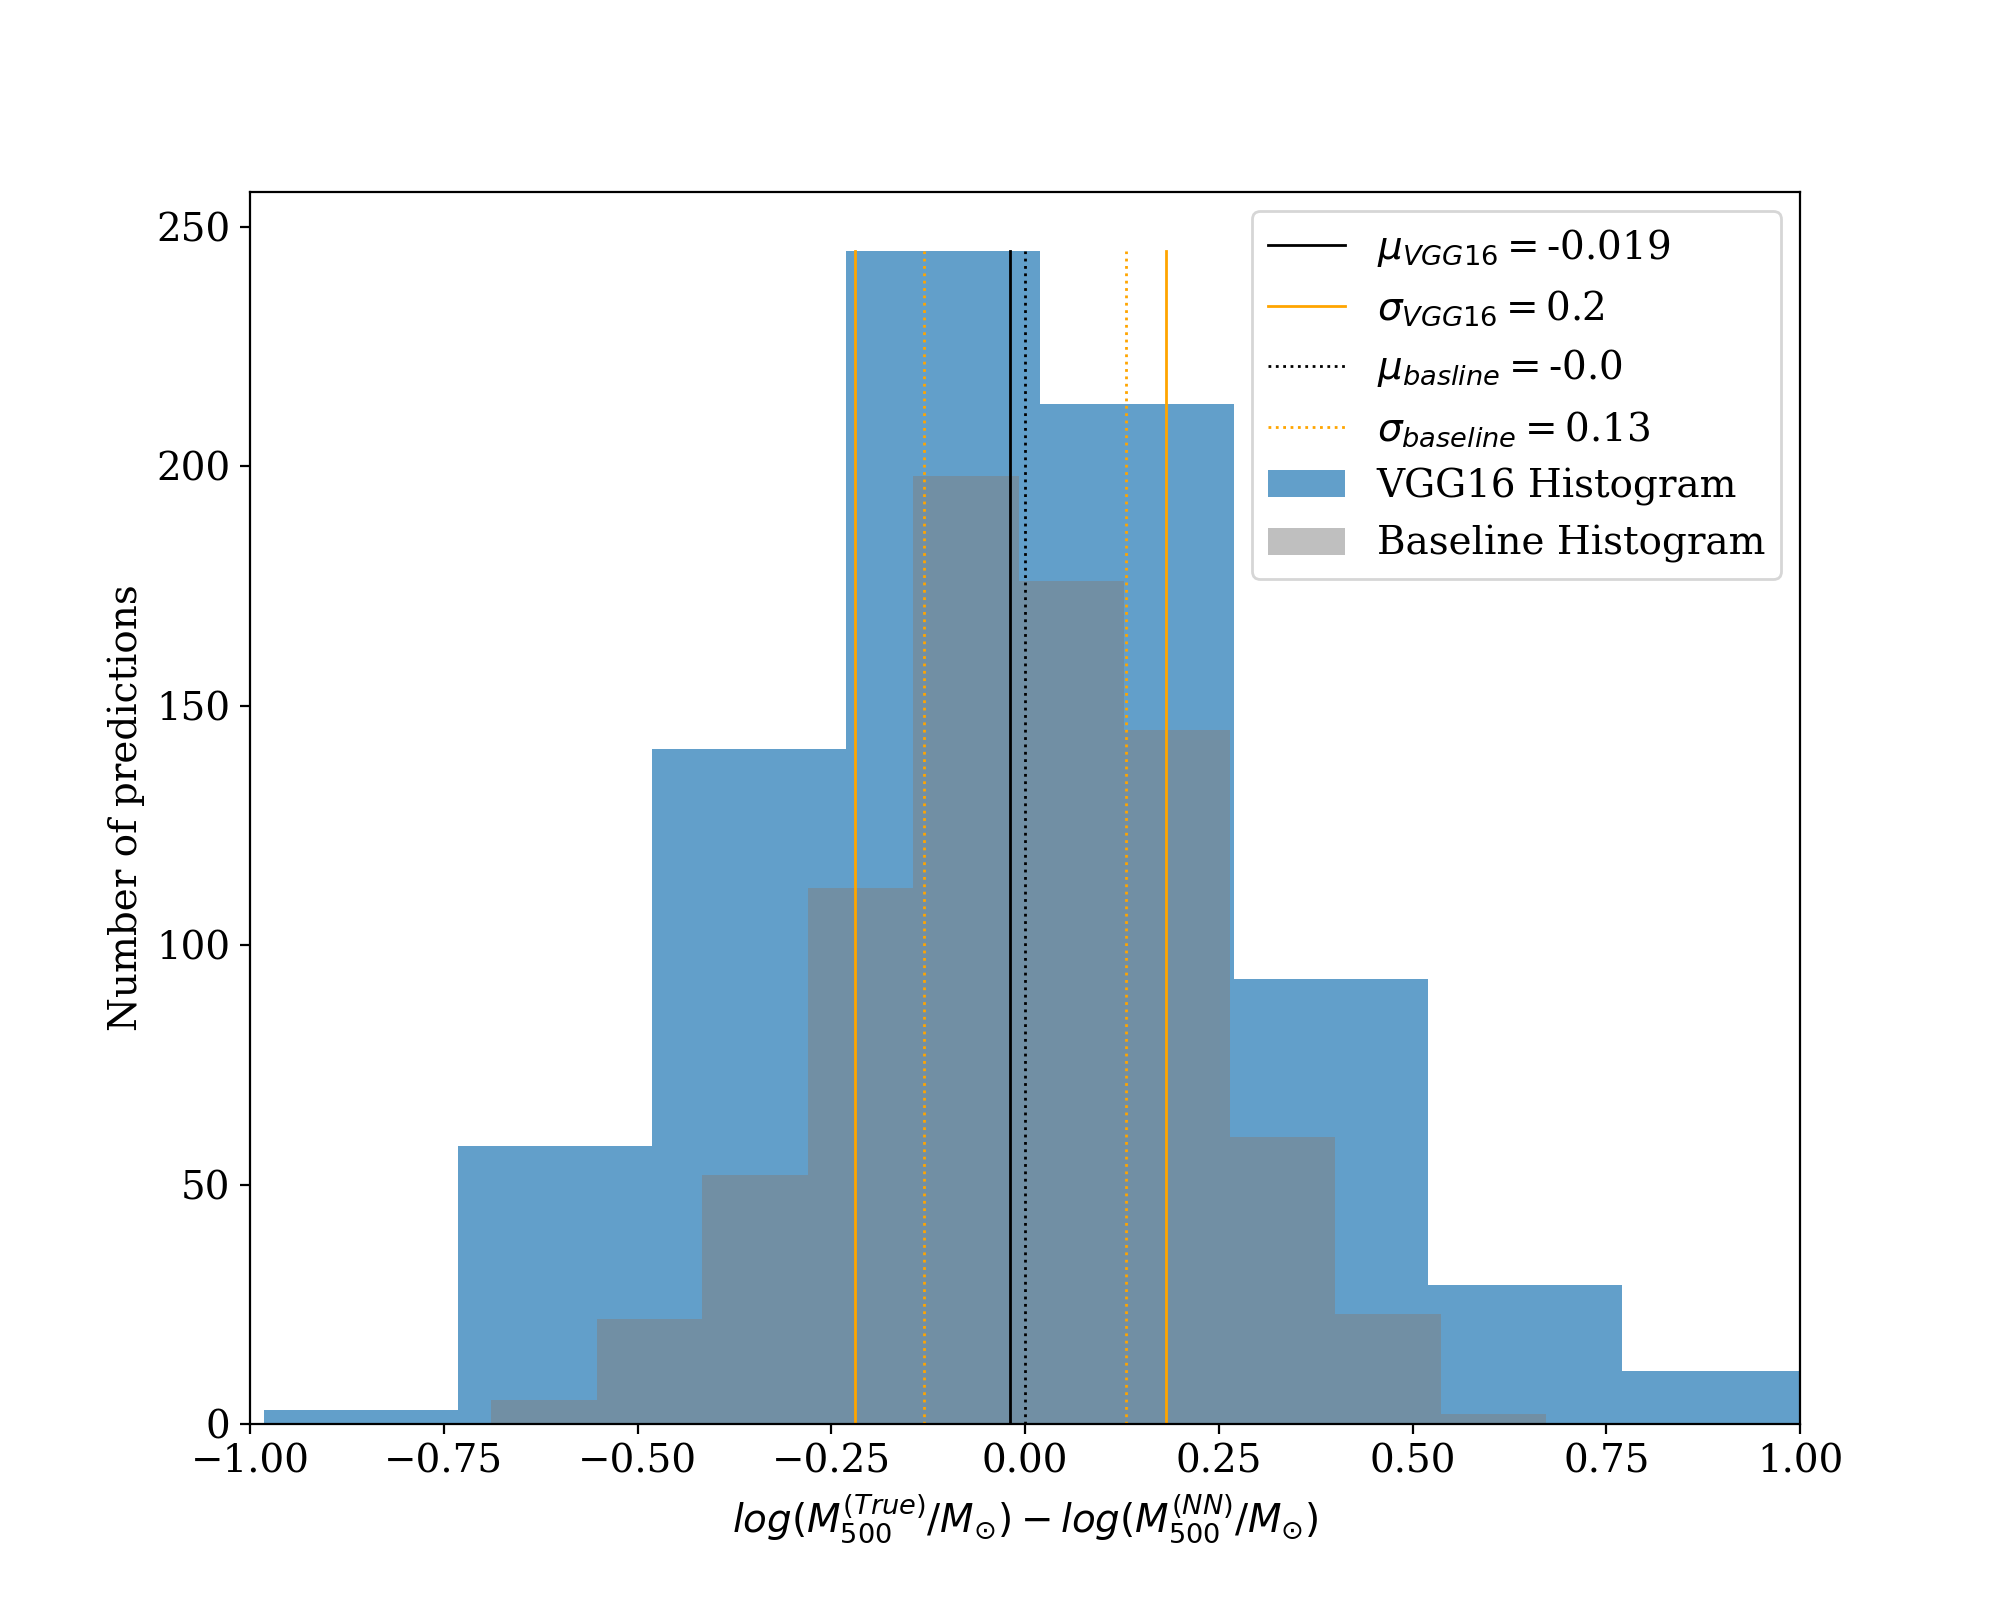 250
200
150
100
50
0
Number of predictions
μ_VGG16 = -0.019
σ_VGG16 = 0.2
μ_basline = -0.0
σ_baseline = 0.13
VGG16 Histogram
Baseline Histogram
−1.00 −0.75 −0.50 −0.25 0.00 0.25 0.50 0.75 1.00
log(M_500^(True)/M_⊙) − log(M_500^(NN)/M_⊙)